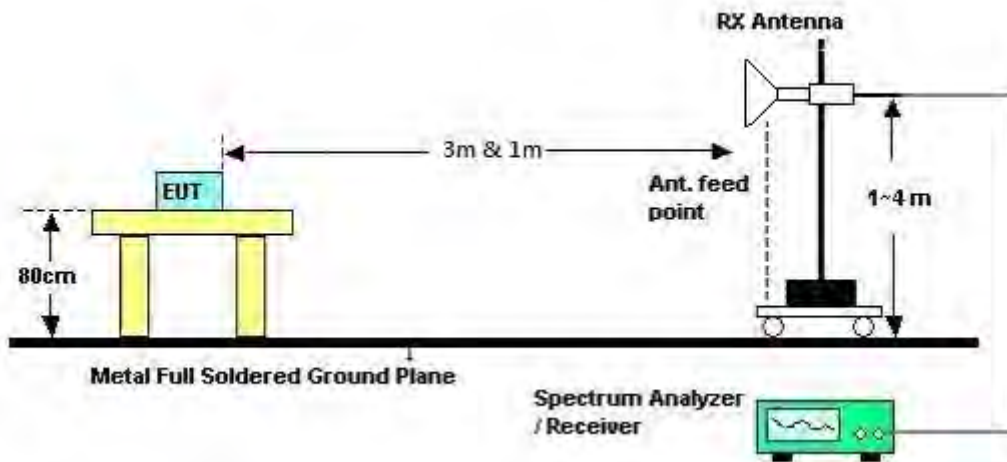 RX Antenna
3m & 1m
EUT
Ant. feed
point
1~4 m
80cm
Metal Full Soldered Ground Plane
Spectrum Analyzer
/ Receiver